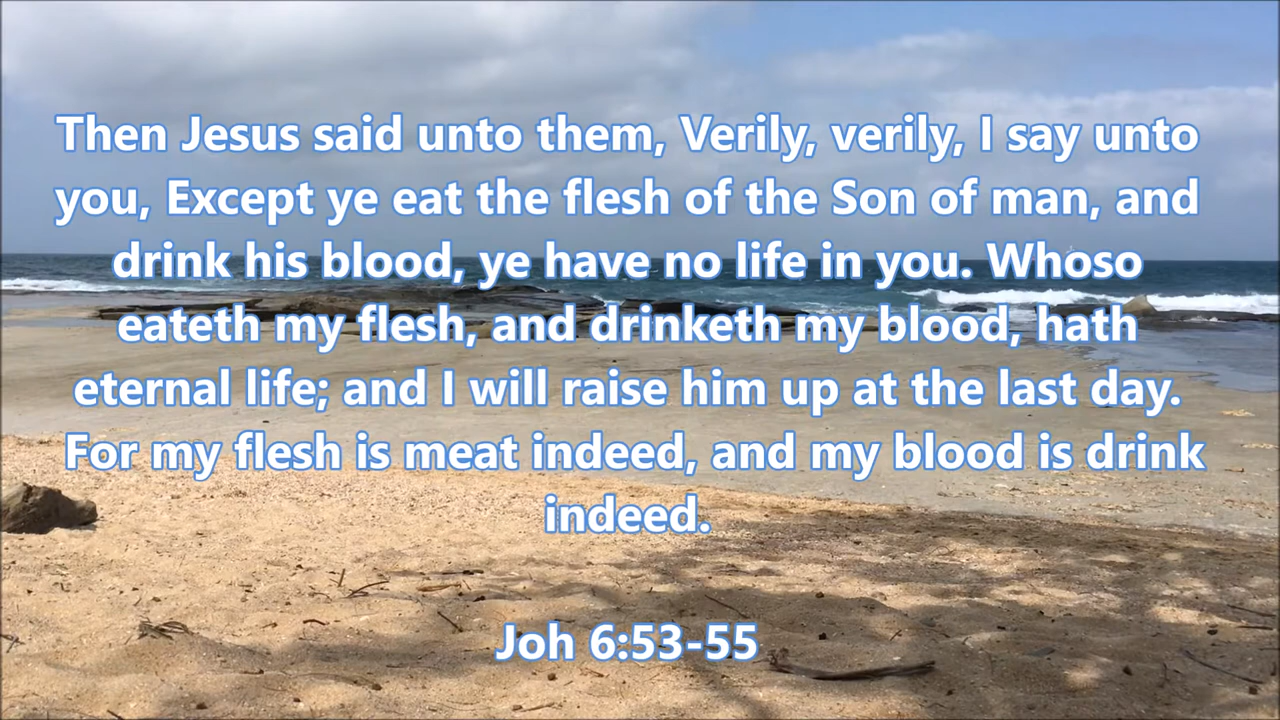 Then Jesus said unto them, Verily, verily, I say unto
you, Except ye eat the flesh of the Son of man, and
drink his blood, ye have no life in you. Whoso
eateth my flesh, and drinketh my blood, hath
eternal life; and I will raise him up at the last day.
For my flesh is meat indeed, and my blood is drink
indeed.
Joh 6:53-55